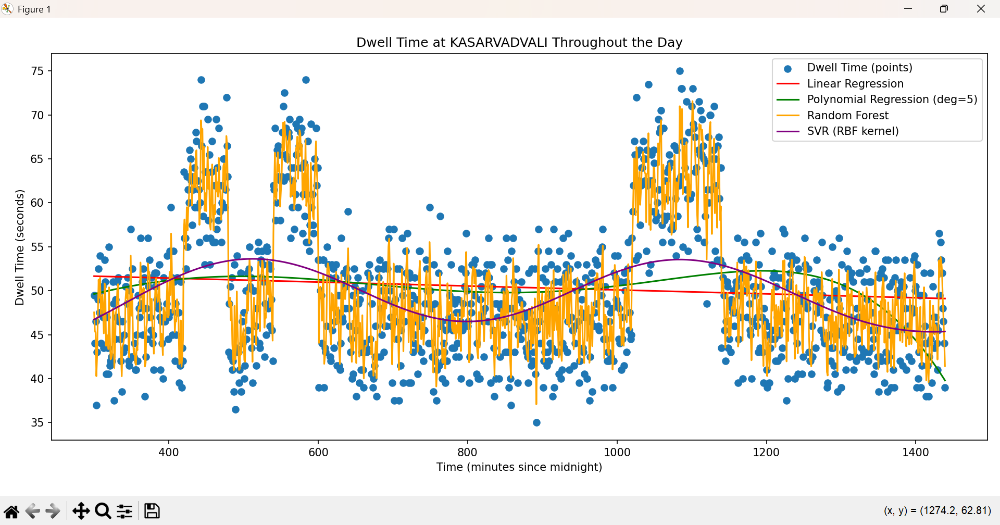 Figure 1
Dwell Time at KASARVADVALI Throughout the Day
Dwell Time (points)
Linear Regression
Polynomial Regression (deg=5)
Random Forest
SVR (RBF kernel)
Dwell Time (seconds)
75
70
65
60
55
50
45
40
35
400
600
800
1000
1200
1400
Time (minutes since midnight)
(x, y) = (1274.2, 62.81)